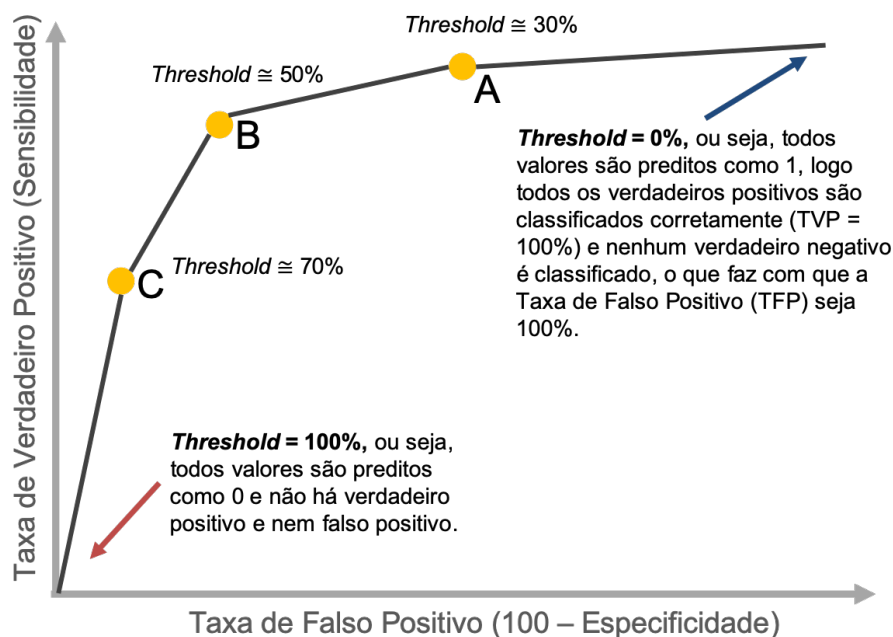 Threshold ≅ 30%
Threshold ≅ 50%
A
B
Threshold = 0%, ou seja, todos
valores são preditos como 1, logo
todos os verdadeiros positivos são
classificados corretamente (TVP =
100%) e nenhum verdadeiro negativo
é classificado, o que faz com que a
Taxa de Falso Positivo (TFP) seja
100%.
Threshold ≅ 70%
C
Threshold = 100%, ou seja,
todos valores são preditos
como 0 e não há verdadeiro
positivo e nem falso positivo.
Taxa de Verdadeiro Positivo (Sensibilidade)
Taxa de Falso Positivo (100 – Especificidade)